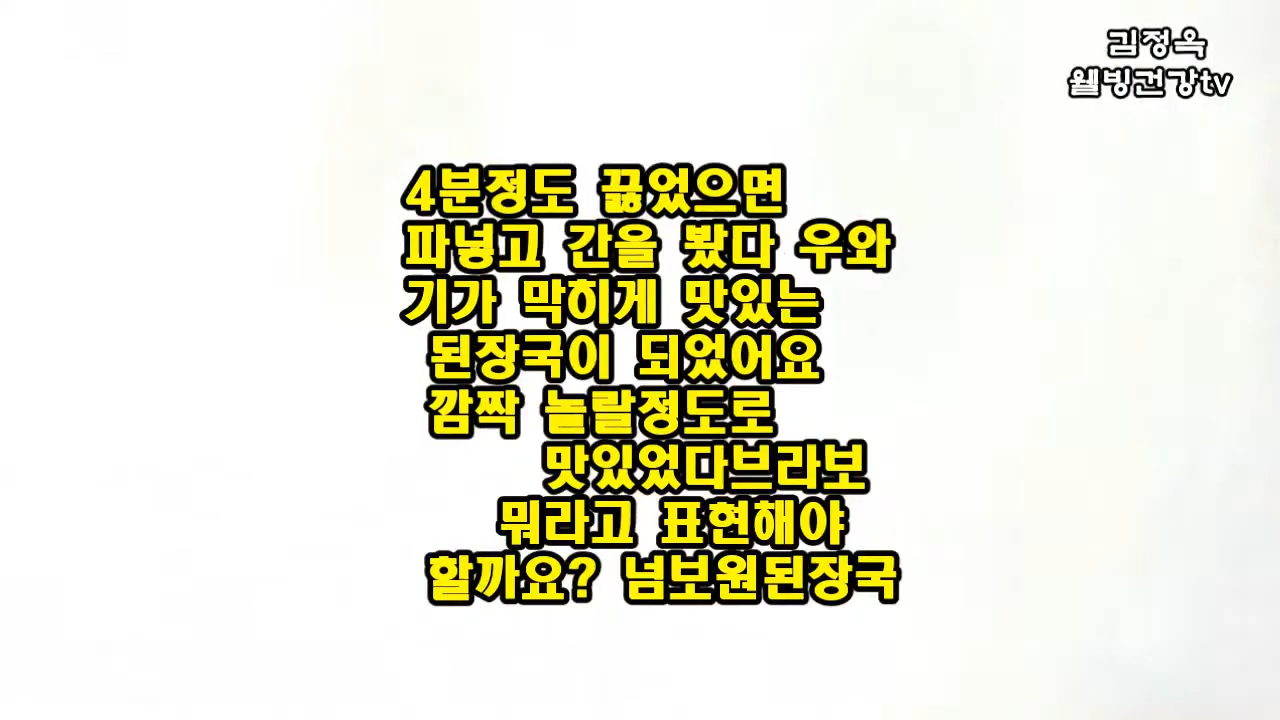 김정옥
웰빙건강tv
4분정도 끓었으면
파넣고 간을 봤다 우와
기가 막히게 맛있는
된장국이 되었어요
깜짝 놀랄정도로
맛있었다브라보
뭐라고 표현해야
할까요? 넘보원된장국